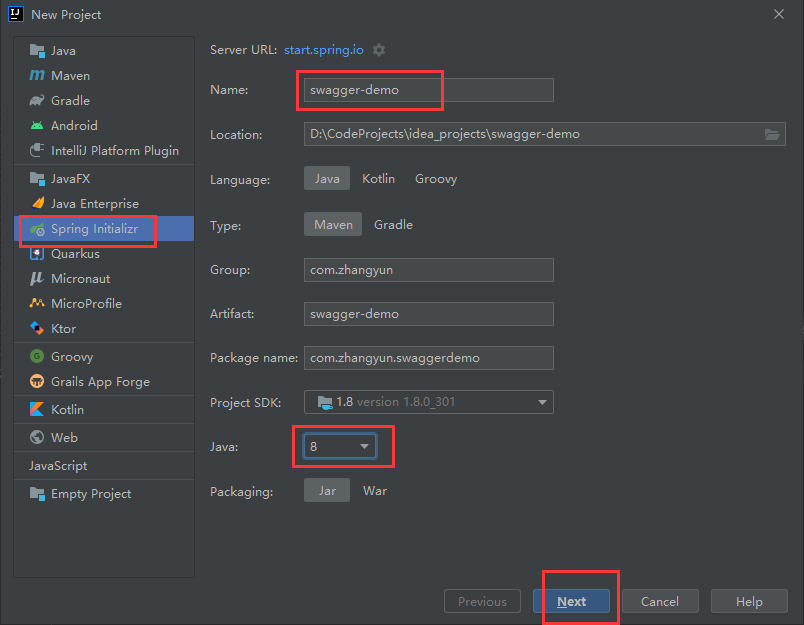 New Project
Java
Maven
Gradle
Android
IntelliJ Platform Plugin
JavaFX
Java Enterprise
Spring Initializr
Quarkus
Micronaut
MicroProfile
Ktor
Groovy
Grails App Forge
Kotlin
Web
JavaScript
Empty Project
Server URL: start.spring.io
Name: swagger-demo
Location: D:\CodeProjects\idea_projects\swagger-demo
Language: Java Kotlin Groovy
Type: Maven Gradle
Group: com.zhangyun
Artifact: swagger-demo
Package name: com.zhangyun.swaggerdemo
Project SDK: 1.8 version 1.8.0_301
Java: 8
Packaging: Jar War
Previous Next Cancel Help